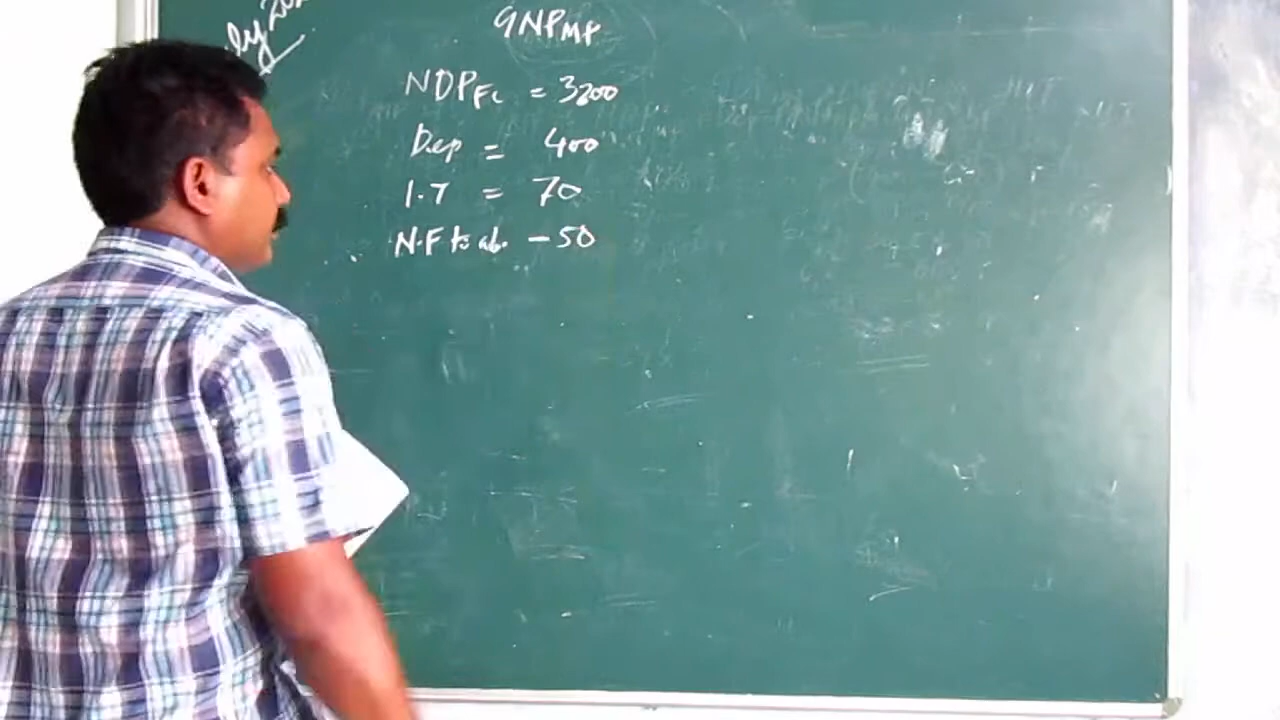 GNPMP
NDPFC = 3200
Dep = 400
I.T = 70
N.F to ab. - 50